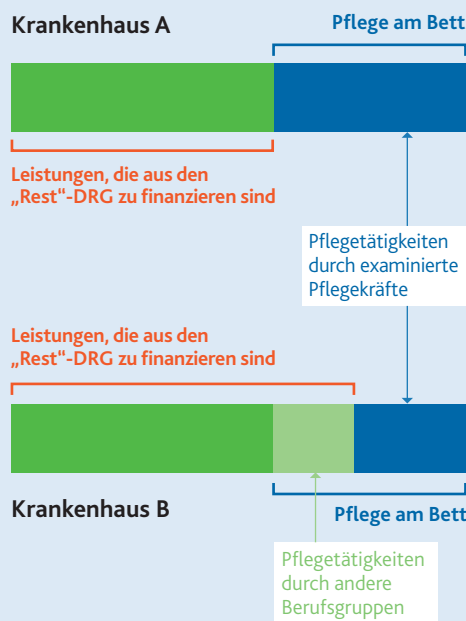 Krankenhaus A
Pflege am Bett
Leistungen, die aus den
„Rest“-DRG zu finanzieren sind
Pflegetätigkeiten
durch examinierte
Pflegekräfte
Leistungen, die aus den
„Rest“-DRG zu finanzieren sind
Krankenhaus B
Pflege am Bett
Pflegetätigkeiten
durch andere
Berufsgruppen